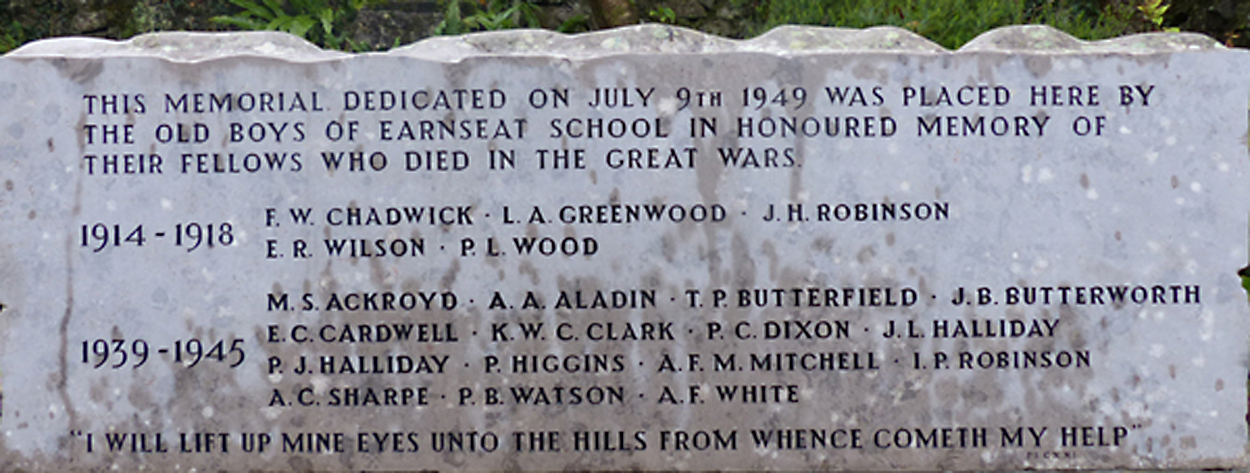 THIS MEMORIAL DEDICATED ON JULY 9TH 1949 WAS PLACED HERE BY
THE OLD BOYS OF EARNSEAT SCHOOL IN HONOURED MEMORY OF
THEIR FELLOWS WHO DIED IN THE GREAT WARS.
1914-1918
F. W. CHADWICK · L. A. GREENWOOD · J. H. ROBINSON
E. R. WILSON · P. L. WOOD
1939-1945
M. S. ACKROYD · A. A. ALADIN · T. P. BUTTERFIELD · J. B. BUTTERWORTH
E. C. CARDWELL · K. W. C. CLARK · P. C. DIXON · J. L. HALLIDAY
P. J. HALLIDAY · P. HIGGINS · A. F. M. MITCHELL · I. P. ROBINSON
A. C. SHARPE · P. B. WATSON · A. F. WHITE
"I WILL LIFT UP MINE EYES UNTO THE HILLS FROM WHENCE COMETH MY HELP"